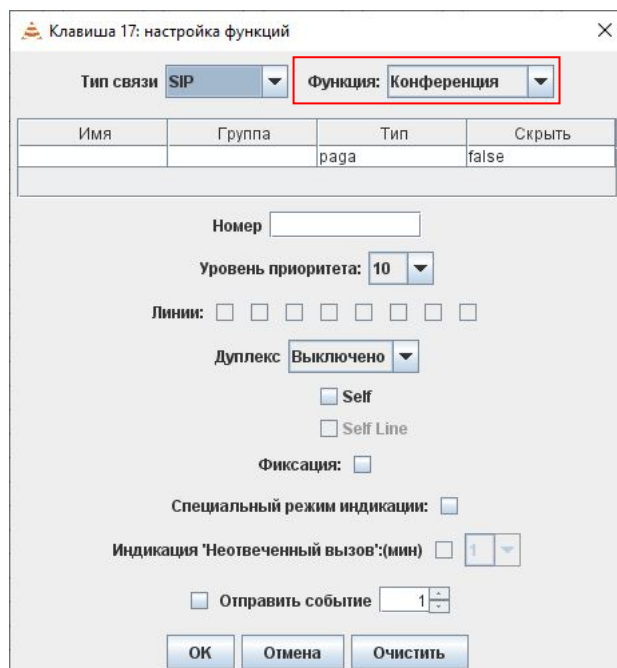 Клавиша 17: настройка функций
Тип связи SIP Функция: Конференция
Имя Группа Тип Скрыть
paga false
Номер
Уровень приоритета: 10
Линии:
Дуплекс Выключено
Self
Self Line
Фиксация:
Специальный режим индикации:
Индикация 'Неотвеченный вызов':(мин) 1
Отправить событие 1
ОК Отмена Очистить